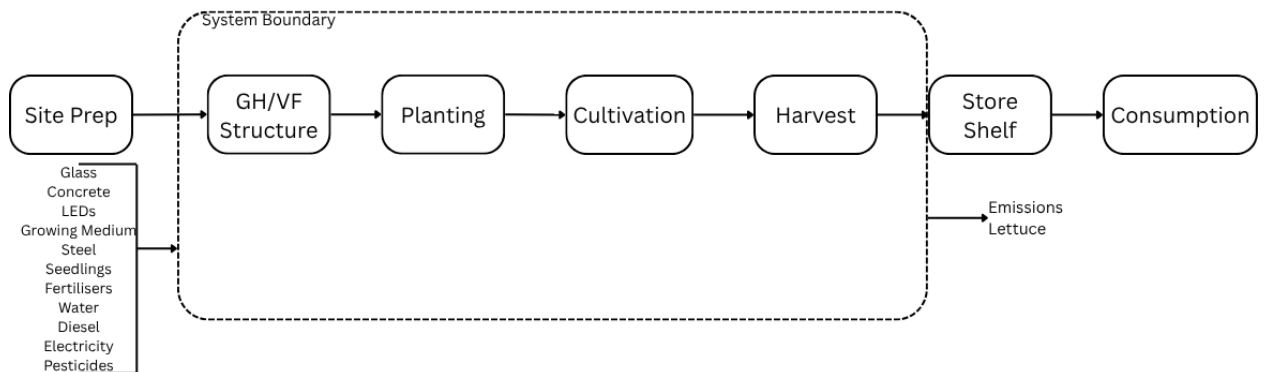 System Boundary
Site Prep
GH/VF
Structure
Planting
Cultivation
Harvest
Store
Shelf
Consumption
Glass
Concrete
LEDs
Growing Medium
Steel
Seedlings
Fertilisers
Water
Diesel
Electricity
Pesticides
Emissions
Lettuce